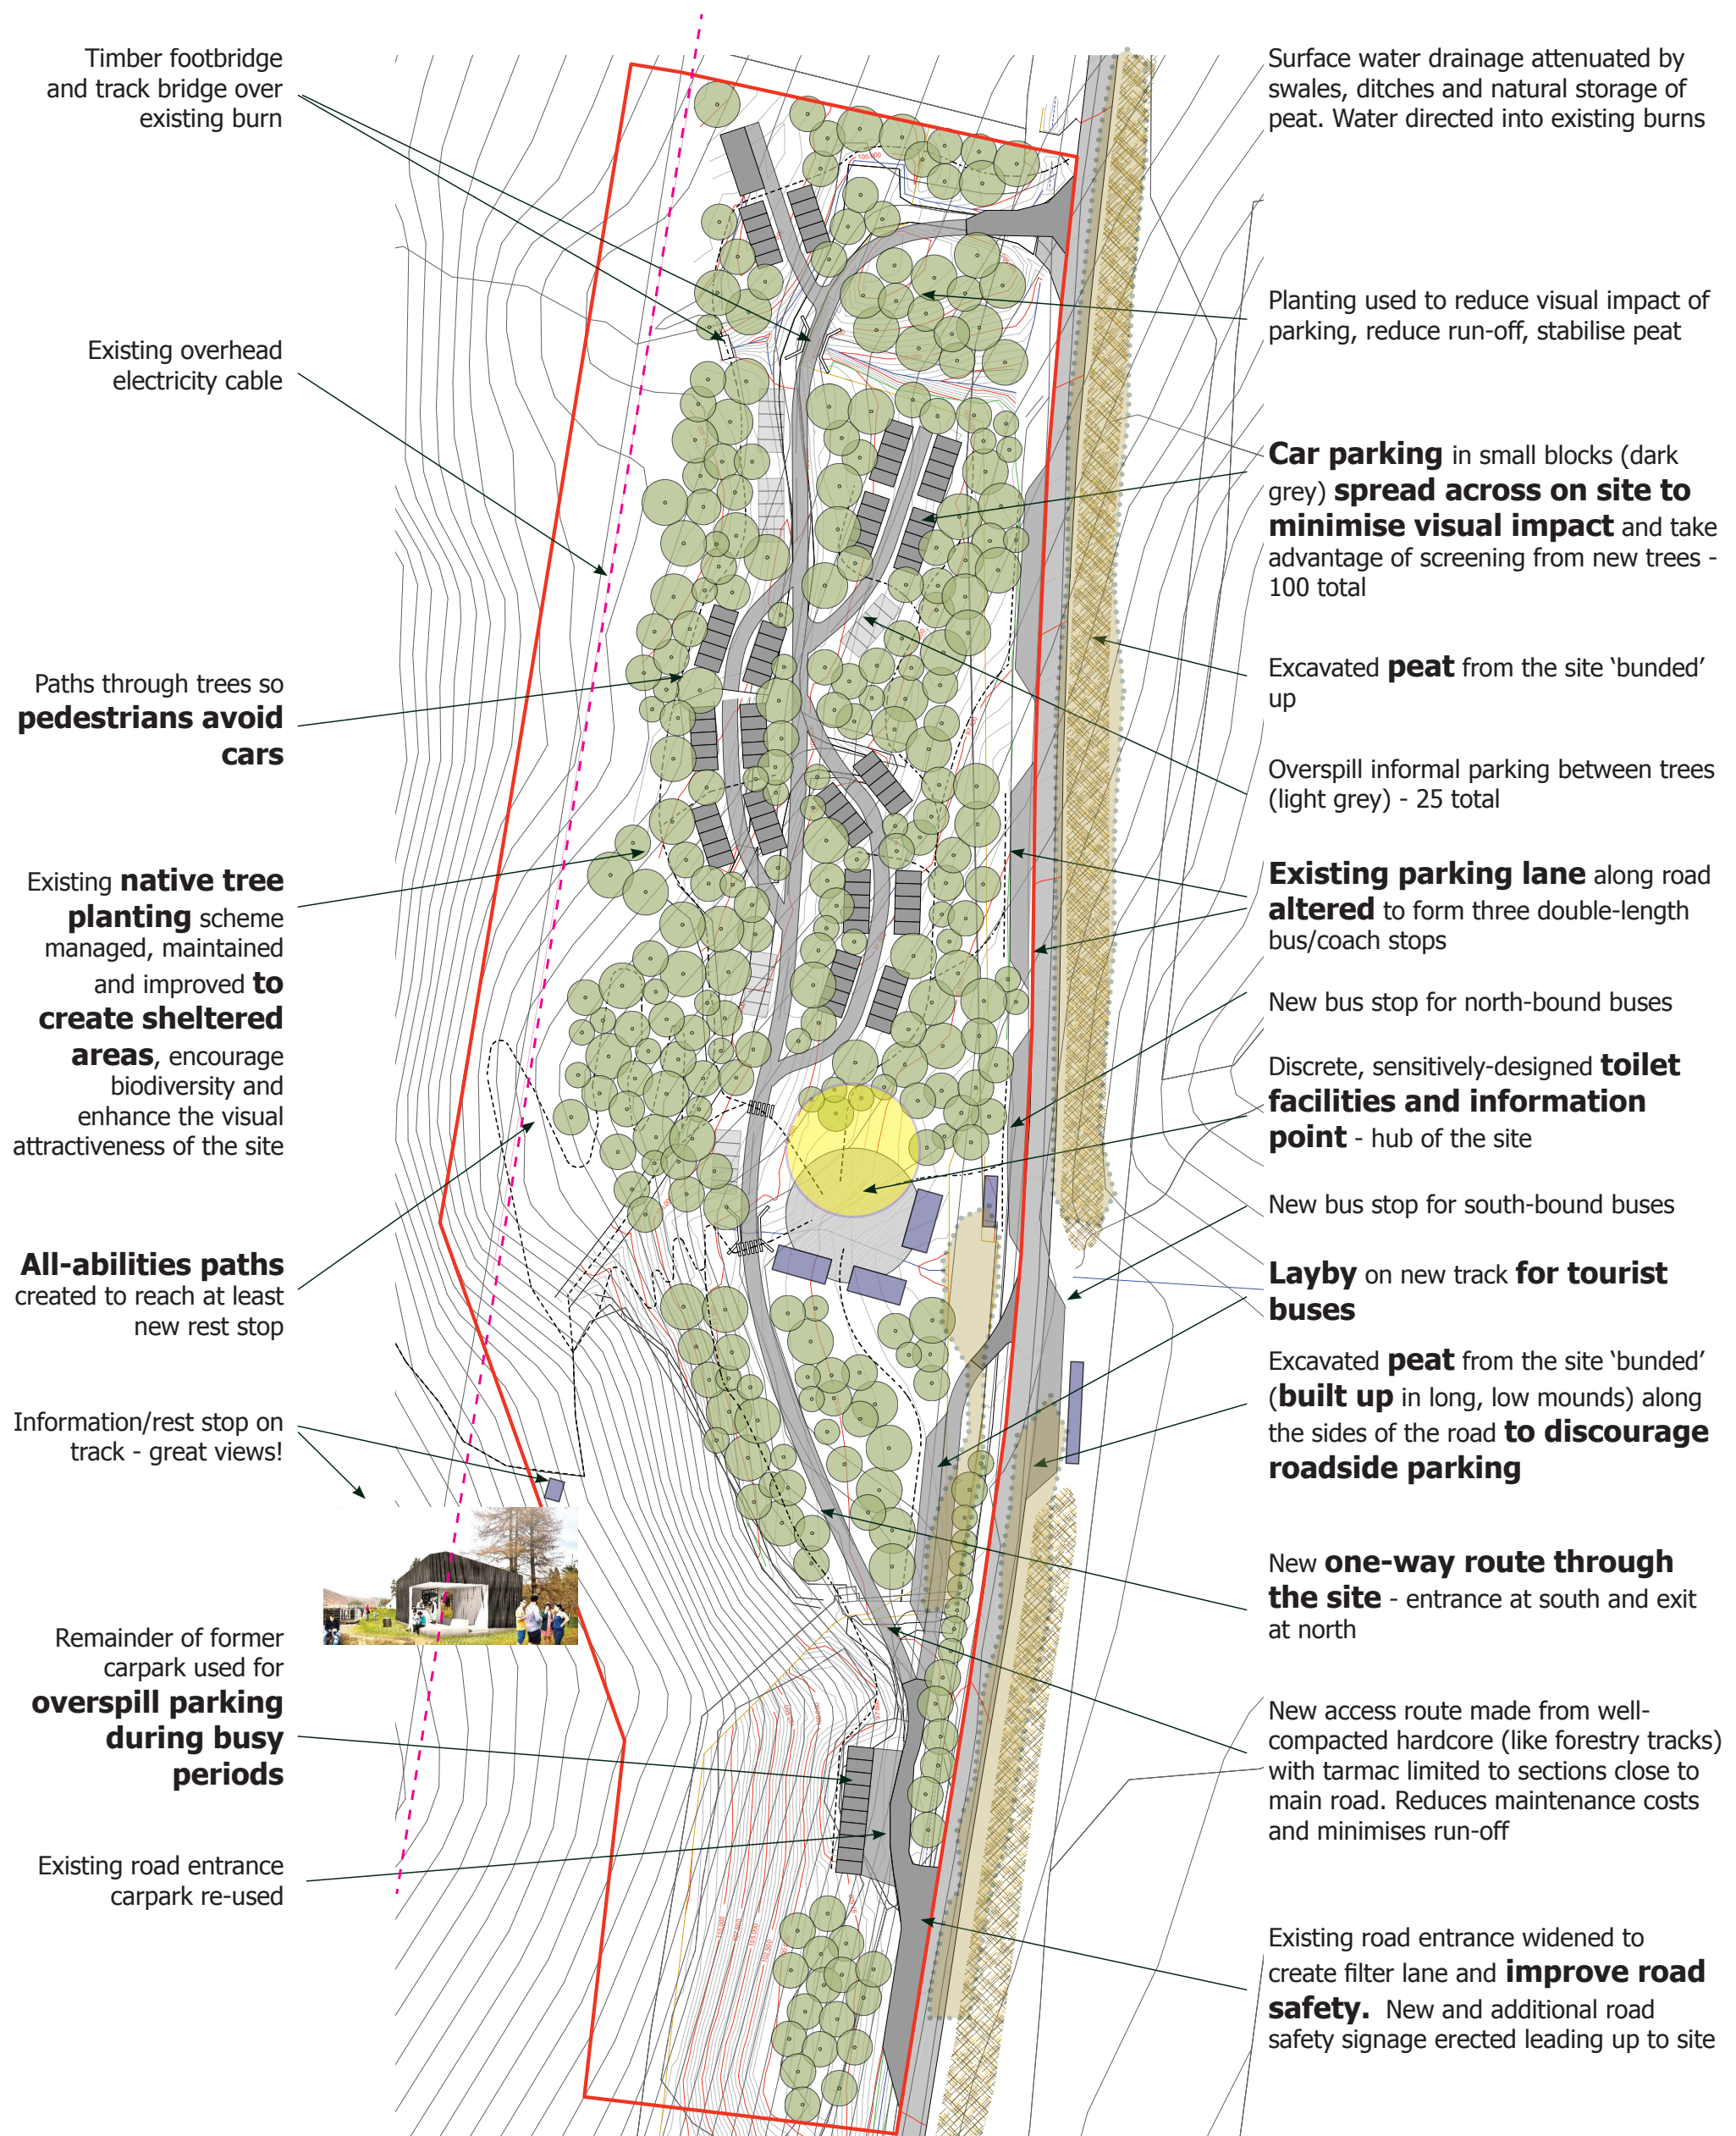 Timber footbridge
and track bridge over
existing burn
Existing overhead
electricity cable
Paths through trees so
pedestrians avoid
cars
Existing native tree
planting scheme
managed, maintained
and improved to
create sheltered
areas, encourage
biodiversity and
enhance the visual
attractiveness of the site
All-abilities paths
created to reach at least
new rest stop
Information/rest stop on
track - great views!
Remainder of former
carpark used for
overspill parking
during busy
periods
Existing road entrance
carpark re-used
Surface water drainage attenuated by
swales, ditches and natural storage of
peat. Water directed into existing burns
Planting used to reduce visual impact of
parking, reduce run-off, stabilise peat
Car parking in small blocks (dark
grey) spread across on site to
minimise visual impact and take
advantage of screening from new trees -
100 total
Excavated peat from the site ‘bunded’
up
Overspill informal parking between trees
(light grey) - 25 total
Existing parking lane along road
altered to form three double-length
bus/coach stops
New bus stop for north-bound buses
Discrete, sensitively-designed toilet
facilities and information
point - hub of the site
New bus stop for south-bound buses
Layby on new track for tourist
buses
Excavated peat from the site ‘bunded’
(built up in long, low mounds) along
the sides of the road to discourage
roadside parking
New one-way route through
the site - entrance at south and exit
at north
New access route made from well-
compacted hardcore (like forestry tracks)
with tarmac limited to sections close to
main road. Reduces maintenance costs
and minimises run-off
Existing road entrance widened to
create filter lane and improve road
safety. New and additional road
safety signage erected leading up to site
105.000